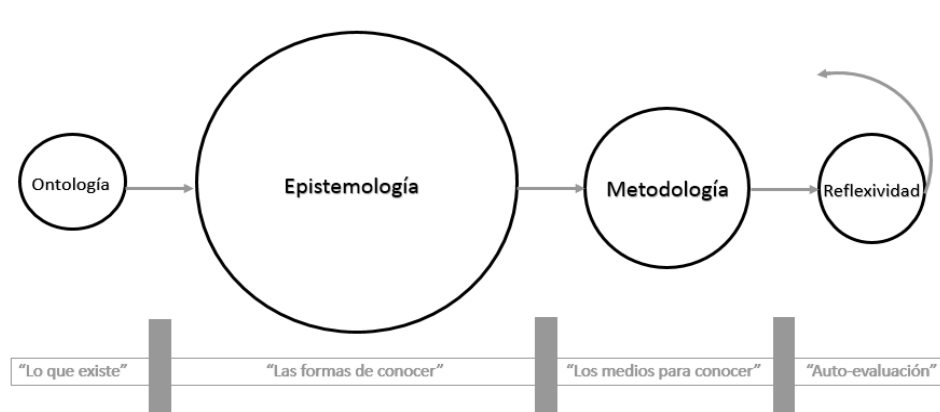 Ontología
Epistemología
Metodología
Reflexividad
“Lo que existe”
“Las formas de conocer”
“Los medios para conocer”
“Auto-evaluación”